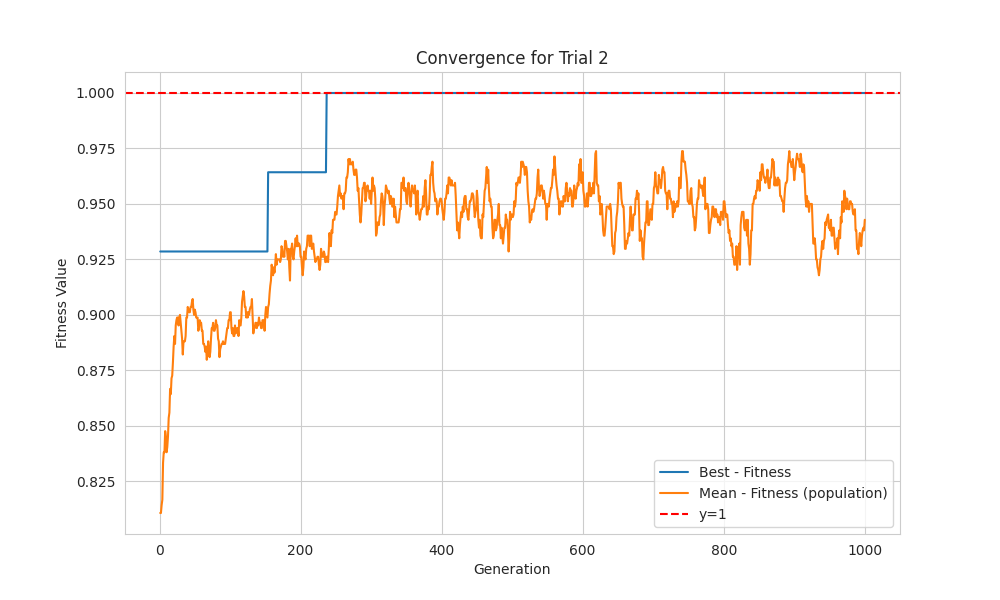 Convergence for Trial 2
1.000
0.975
0.950
0.925
0.900
0.875
0.850
0.825
Fitness Value
0
200
400
600
800
1000
Generation
Best - Fitness
Mean - Fitness (population)
y=1